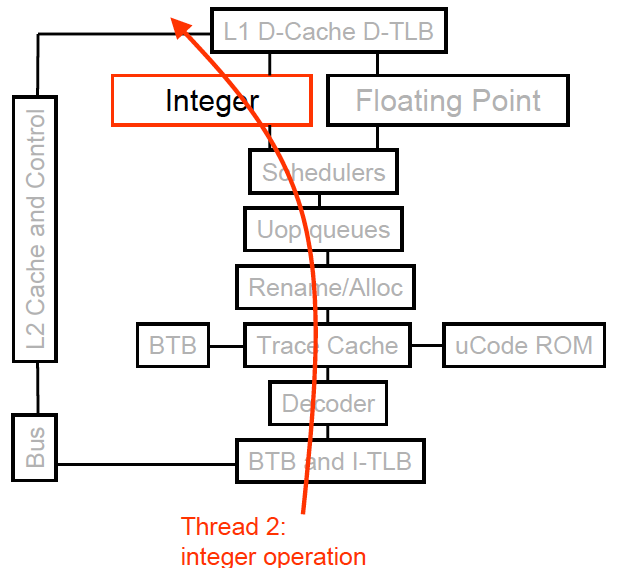 L1 D-Cache D-TLB
Integer
Floating Point
L2 Cache and Control
Schedulers
Uop queues
Rename/Alloc
BTB
Trace Cache
uCode ROM
Decoder
Bus
BTB and I-TLB
Thread 2:
integer operation